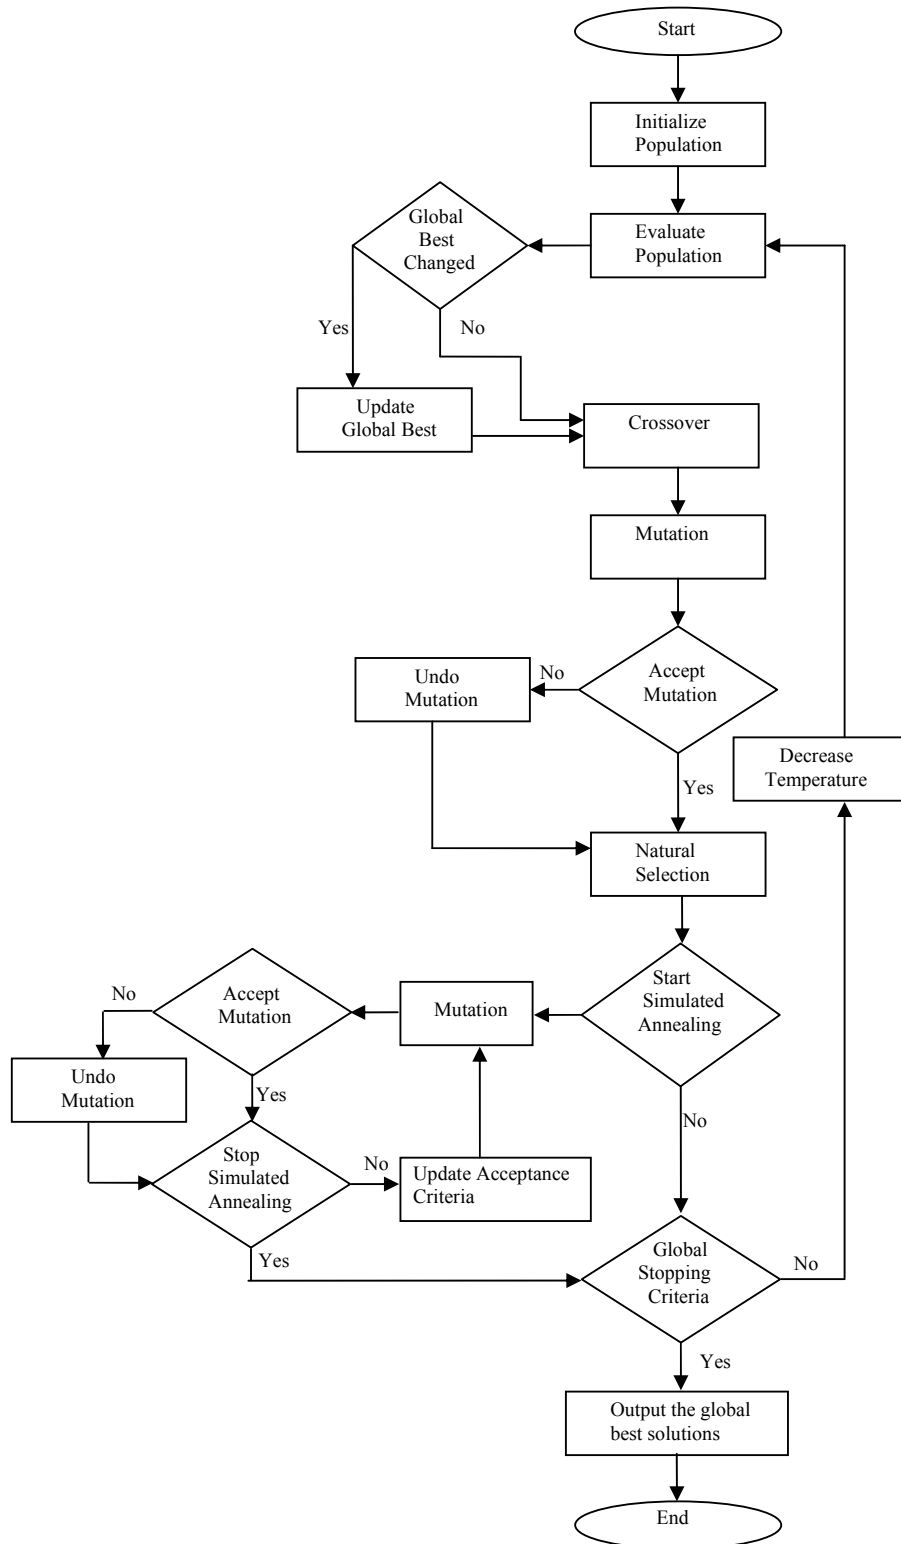 Start
Initialize
Population
Global
Best
Changed
Evaluate
Population
Yes
No
Update
Global Best
Crossover
Mutation
Undo
Mutation
No
Accept
Mutation
Yes
Decrease
Temperature
Natural
Selection
Start
Simulated
Annealing
Mutation
Accept
Mutation
No
Undo
Mutation
Yes
Stop
Simulated
Annealing
No
Update Acceptance
Criteria
No
Yes
Global
Stopping
Criteria
No
Yes
Output the global
best solutions
End